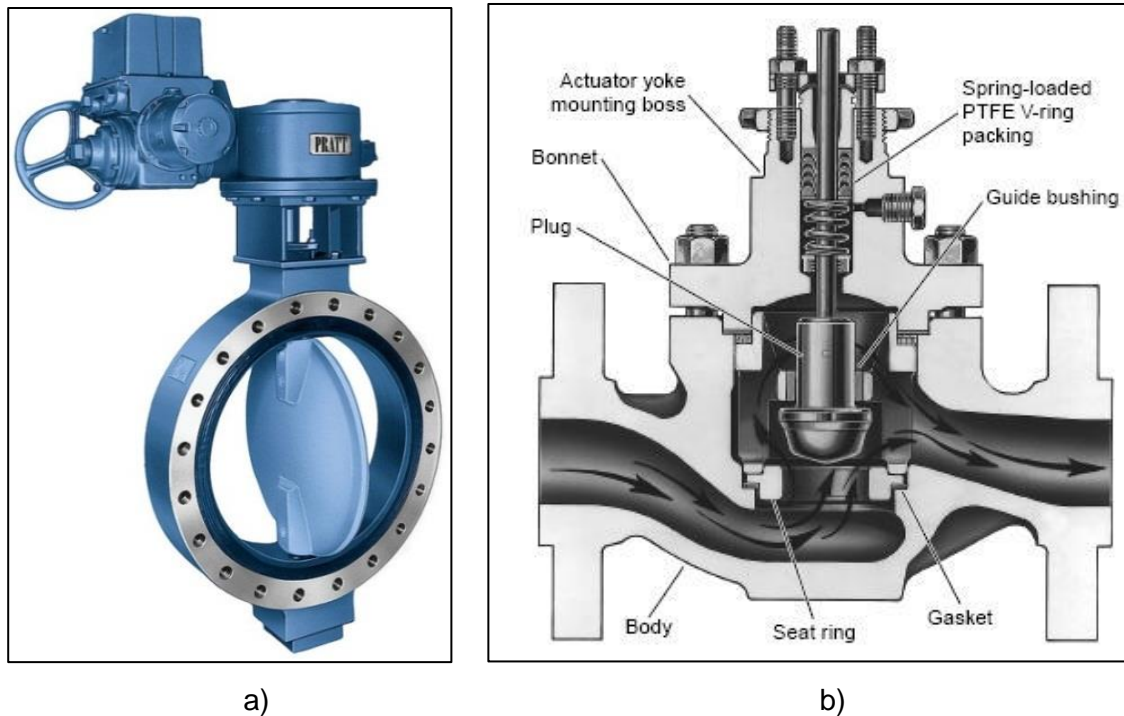 PRATT
Actuator yoke
mounting boss
Bonnet
Plug
Spring-loaded
PTFE V-ring
packing
Guide bushing
Body
Seat ring
Gasket
a)
b)